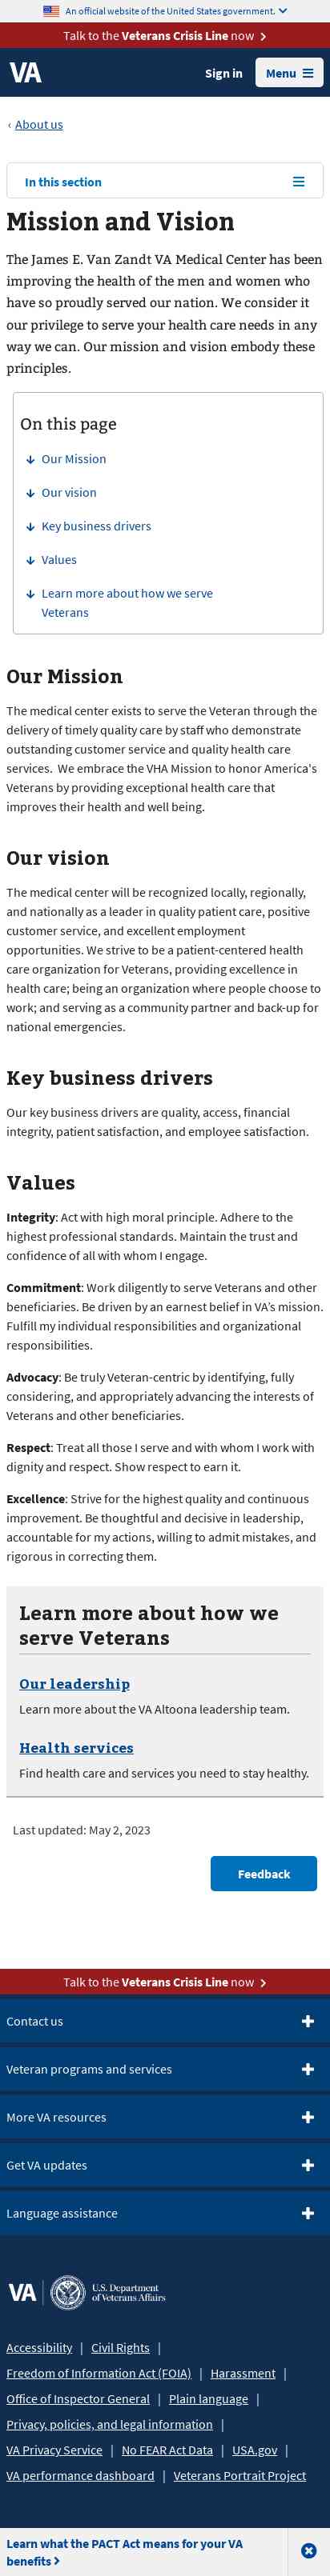 An official website of the United States government.
Talk to the Veterans Crisis Line now
VA
Sign in
Menu
‹ About us
In this section
Mission and Vision
The James E. Van Zandt VA Medical Center has been
improving the health of the men and women who
have so proudly served our nation. We consider it
our privilege to serve your health care needs in any
way we can. Our mission and vision embody these
principles.
On this page
Our Mission
Our vision
Key business drivers
Values
Learn more about how we serve
Veterans
Our Mission
The medical center exists to serve the Veteran through the
delivery of timely quality care by staff who demonstrate
outstanding customer service and quality health care
services.  We embrace the VHA Mission to honor America's
Veterans by providing exceptional health care that
improves their health and well being.
Our vision
The medical center will be recognized locally, regionally,
and nationally as a leader in quality patient care, positive
customer service, and excellent employment
opportunities. We strive to be a patient-centered health
care organization for Veterans, providing excellence in
health care; being an organization where people choose to
work; and serving as a community partner and back-up for
national emergencies.
Key business drivers
Our key business drivers are quality, access, financial
integrity, patient satisfaction, and employee satisfaction.
Values
Integrity: Act with high moral principle. Adhere to the
highest professional standards. Maintain the trust and
confidence of all with whom I engage.
Commitment: Work diligently to serve Veterans and other
beneficiaries. Be driven by an earnest belief in VA’s mission.
Fulfill my individual responsibilities and organizational
responsibilities.
Advocacy: Be truly Veteran-centric by identifying, fully
considering, and appropriately advancing the interests of
Veterans and other beneficiaries.
Respect: Treat all those I serve and with whom I work with
dignity and respect. Show respect to earn it.
Excellence: Strive for the highest quality and continuous
improvement. Be thoughtful and decisive in leadership,
accountable for my actions, willing to admit mistakes, and
rigorous in correcting them.
Learn more about how we
serve Veterans
Our leadership
Learn more about the VA Altoona leadership team.
Health services
Find health care and services you need to stay healthy.
Last updated: May 2, 2023
Feedback
Talk to the Veterans Crisis Line now
Contact us
Veteran programs and services
More VA resources
Get VA updates
Language assistance
VA
U.S. Department
of Veterans Affairs
Accessibility | Civil Rights |
Freedom of Information Act (FOIA) | Harassment |
Office of Inspector General | Plain language |
Privacy, policies, and legal information |
VA Privacy Service | No FEAR Act Data | USA.gov |
VA performance dashboard | Veterans Portrait Project
Learn what the PACT Act means for your VA
benefits